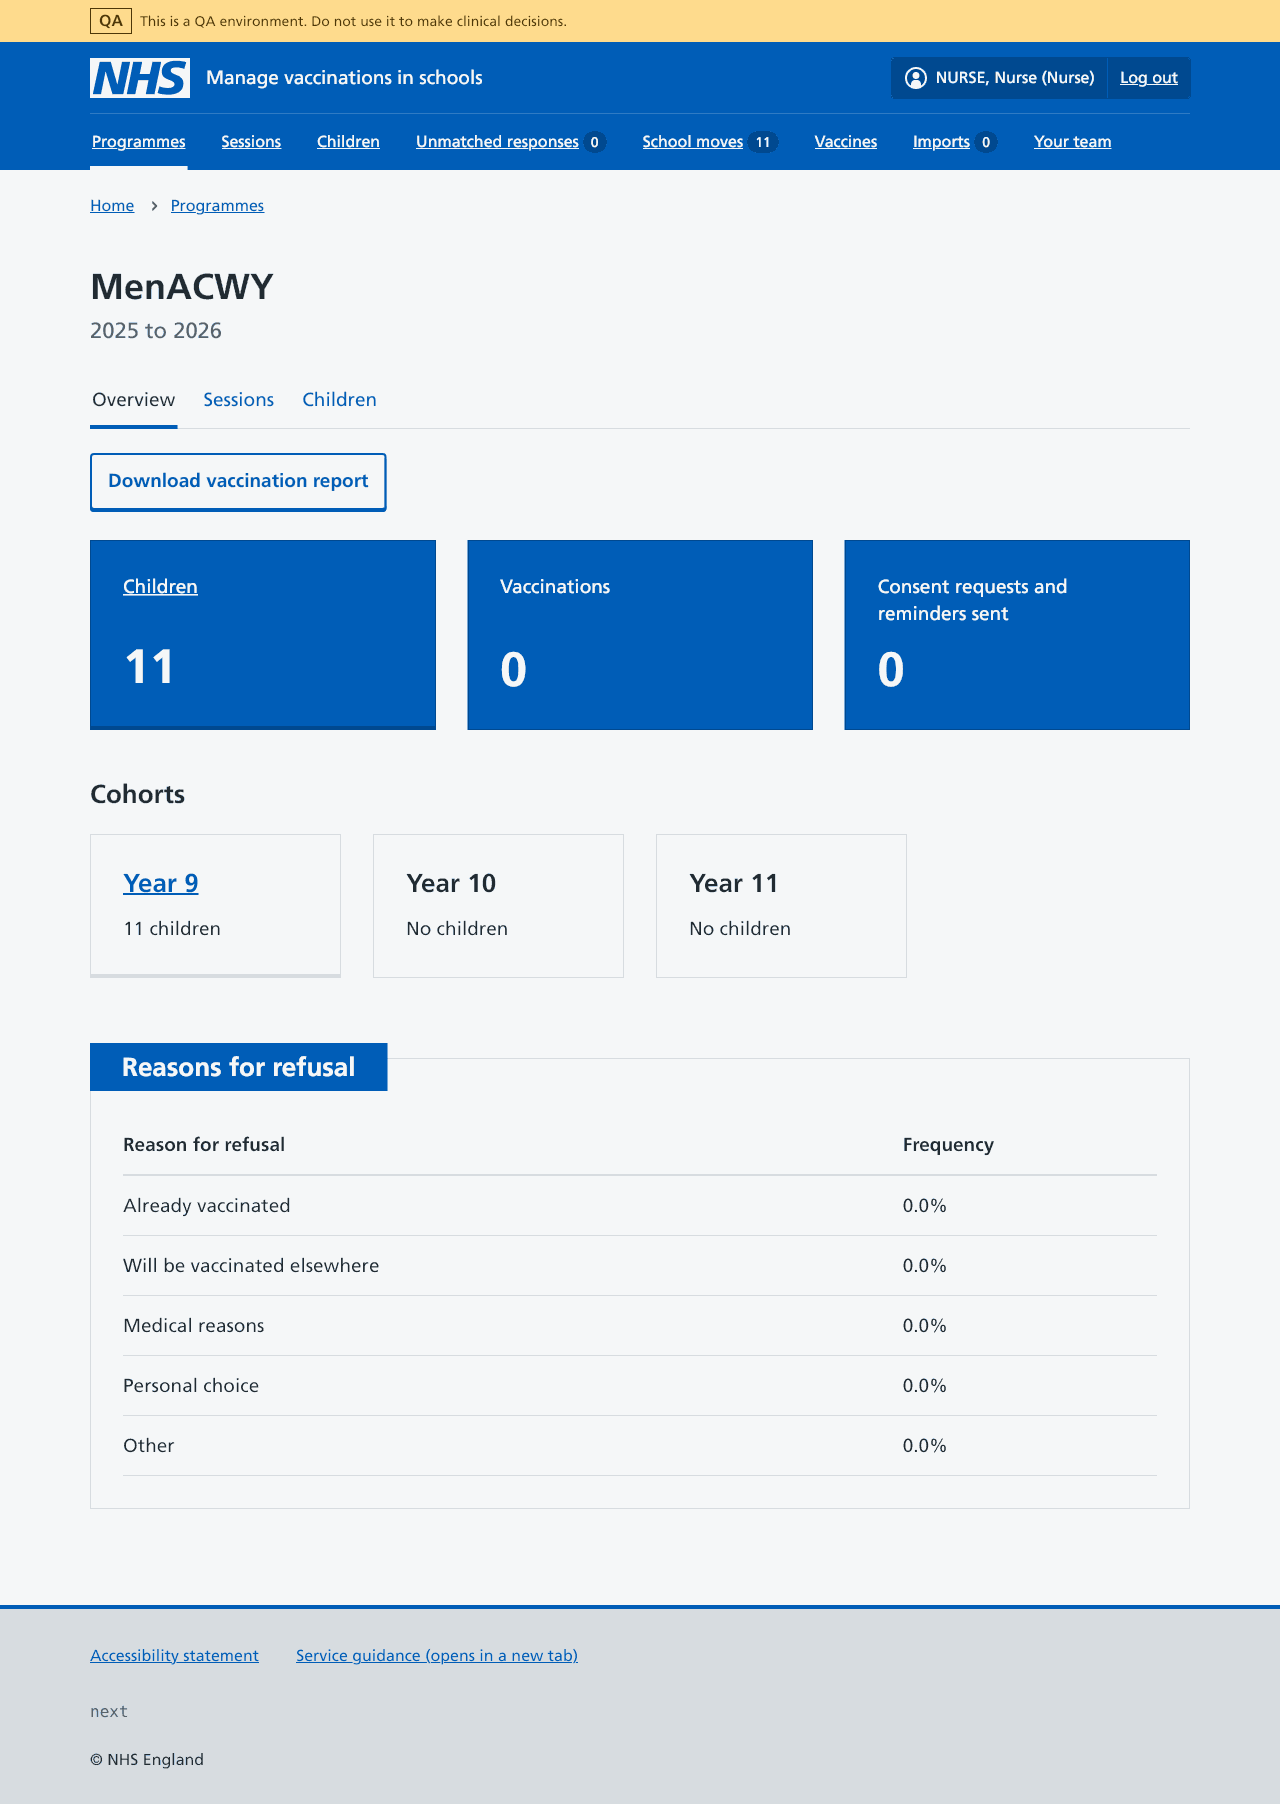 QA This is a QA environment. Do not use it to make clinical decisions.
NHS Manage vaccinations in schools NURSE, Nurse (Nurse) Log out
Programmes Sessions Children Unmatched responses 0 School moves 11 Vaccines Imports 0 Your team
Home Programmes
MenACWY
2025 to 2026
Overview Sessions Children
Download vaccination report
Children
11
Vaccinations
0
Consent requests and
reminders sent
0
Cohorts
Year 9
11 children
Year 10
No children
Year 11
No children
Reasons for refusal
Reason for refusal Frequency
Already vaccinated 0.0%
Will be vaccinated elsewhere 0.0%
Medical reasons 0.0%
Personal choice 0.0%
Other 0.0%
Accessibility statement Service guidance (opens in a new tab)
next
© NHS England